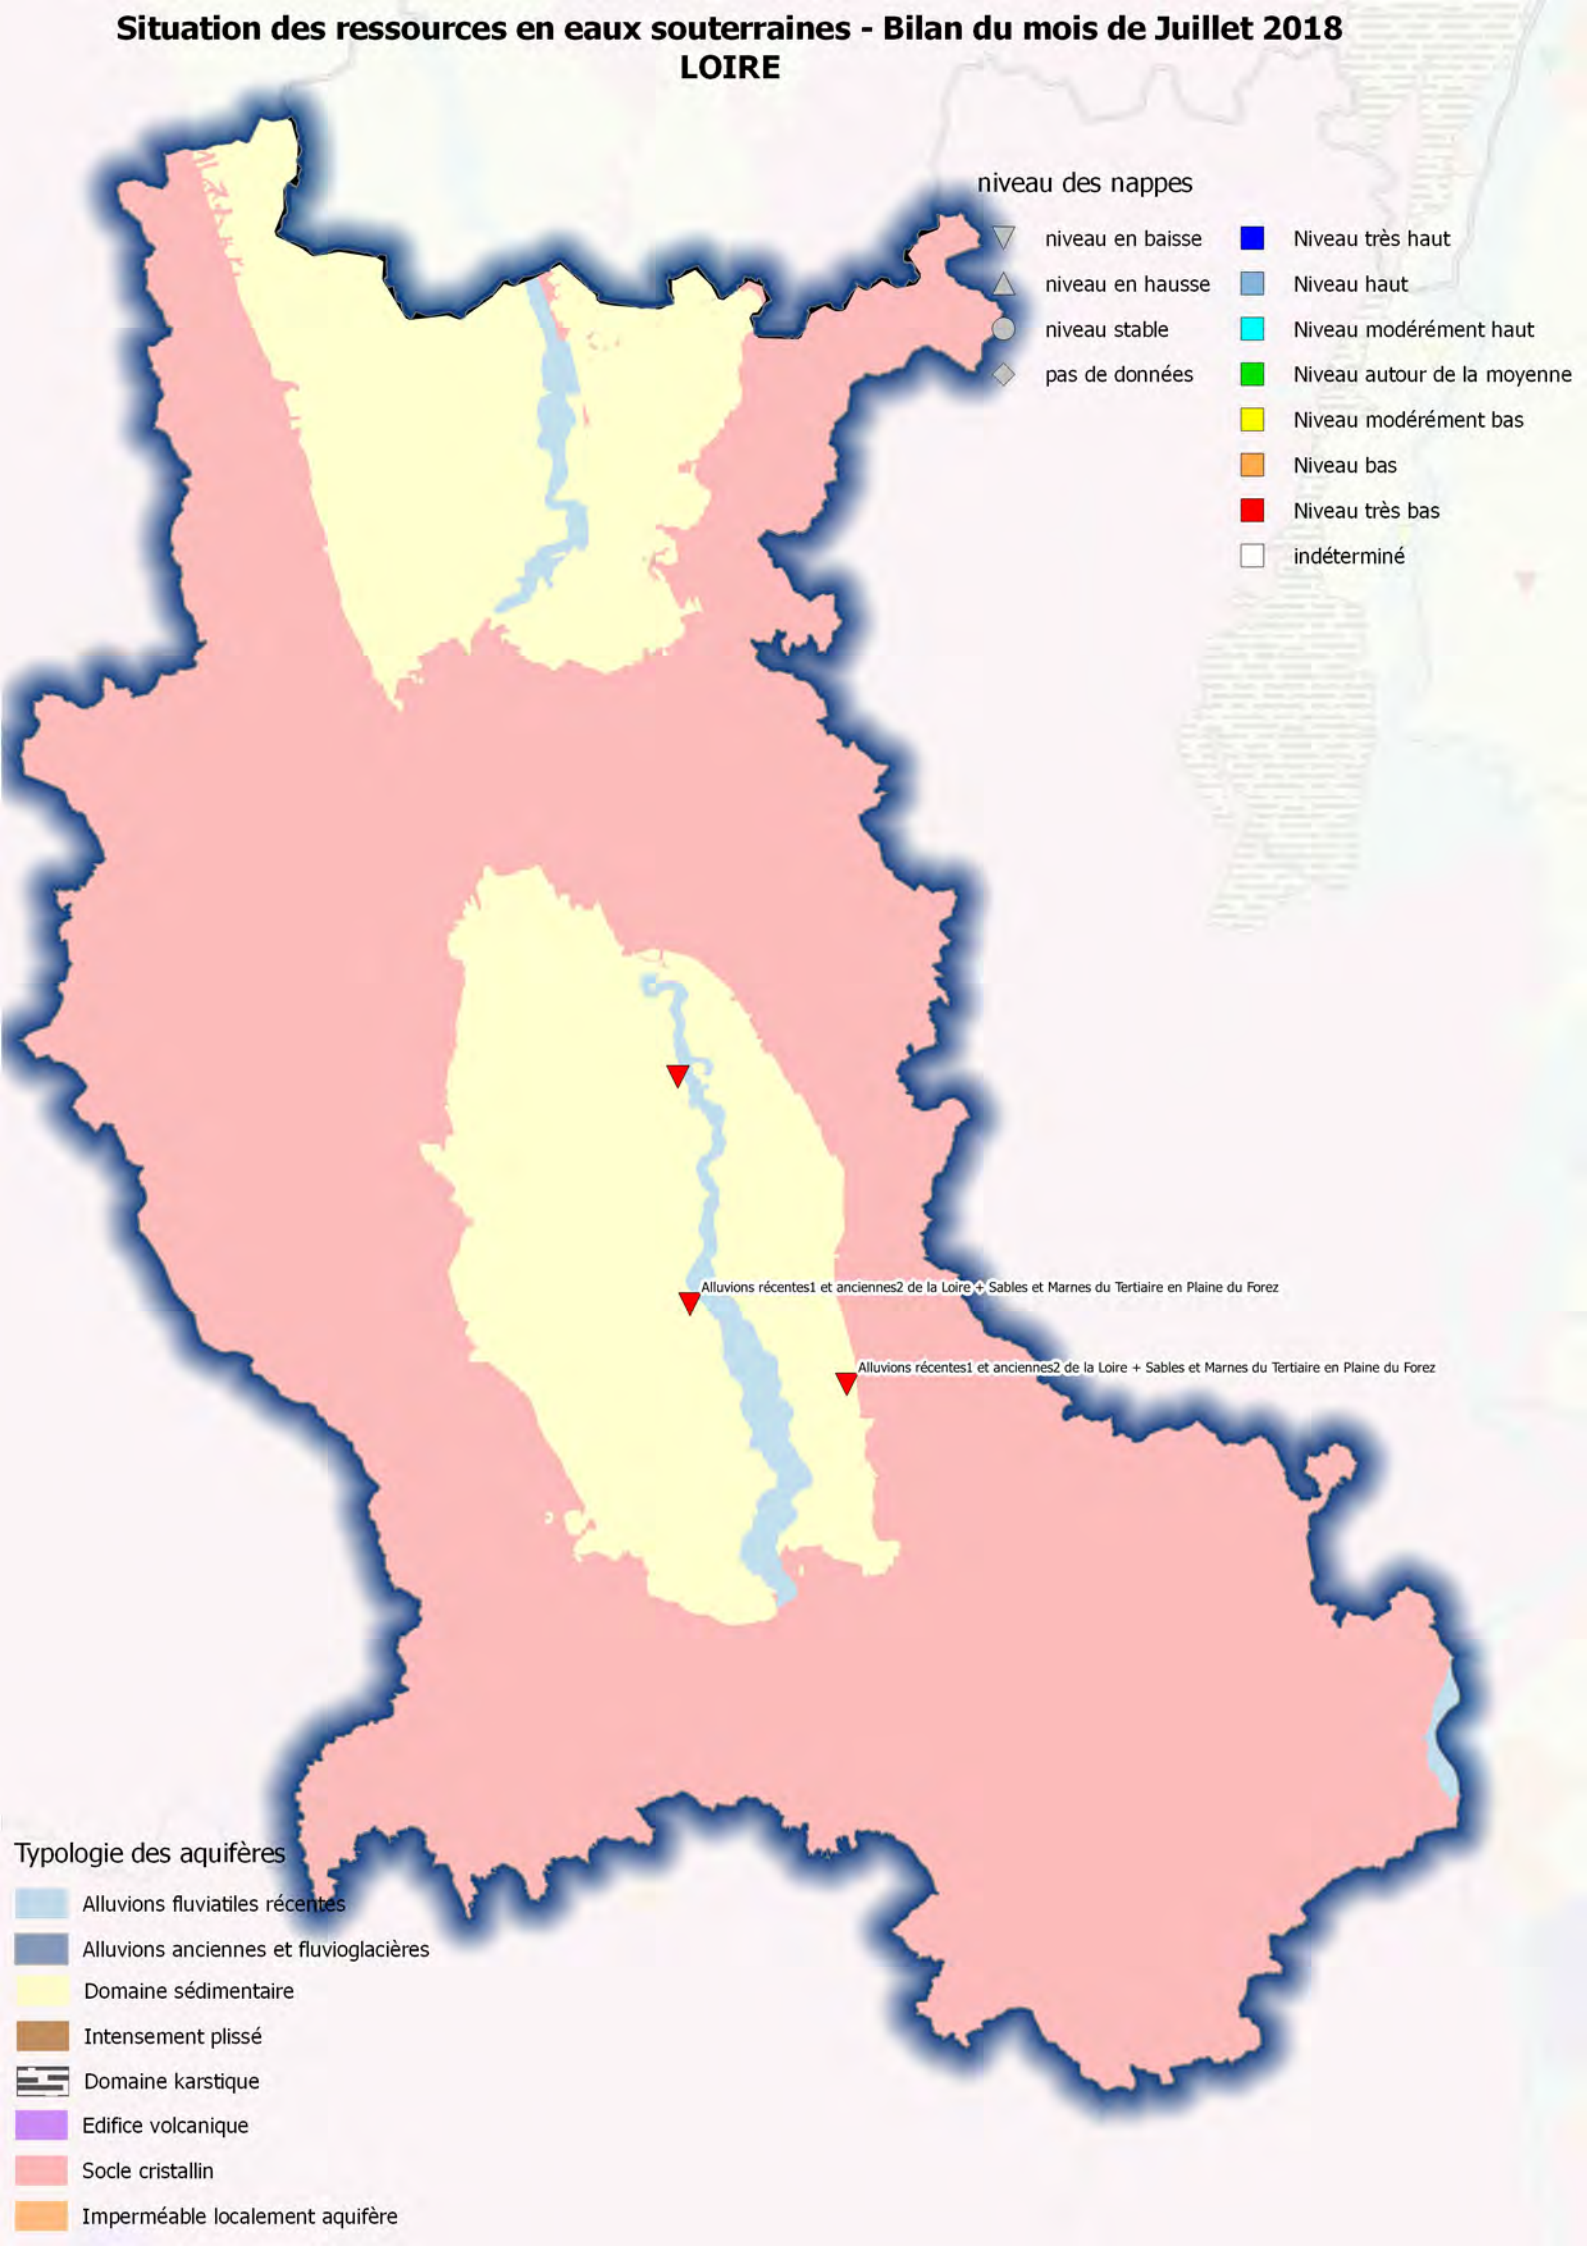 Situation des ressources en eaux souterraines - Bilan du mois de Juillet 2018
LOIRE
niveau des nappes
niveau en baisse
niveau en hausse
niveau stable
pas de données
Niveau très haut
Niveau haut
Niveau modérément haut
Niveau autour de la moyenne
Niveau modérément bas
Niveau bas
Niveau très bas
indéterminé
Alluvions récentes1 et anciennes2 de la Loire + Sables et Marnes du Tertiaire en Plaine du Forez
Alluvions récentes1 et anciennes2 de la Loire + Sables et Marnes du Tertiaire en Plaine du Forez
Typologie des aquifères
Alluvions fluviatiles récentes
Alluvions anciennes et fluvioglacières
Domaine sédimentaire
Intensement plissé
Domaine karstique
Edifice volcanique
Socle cristallin
Imperméable localement aquifère